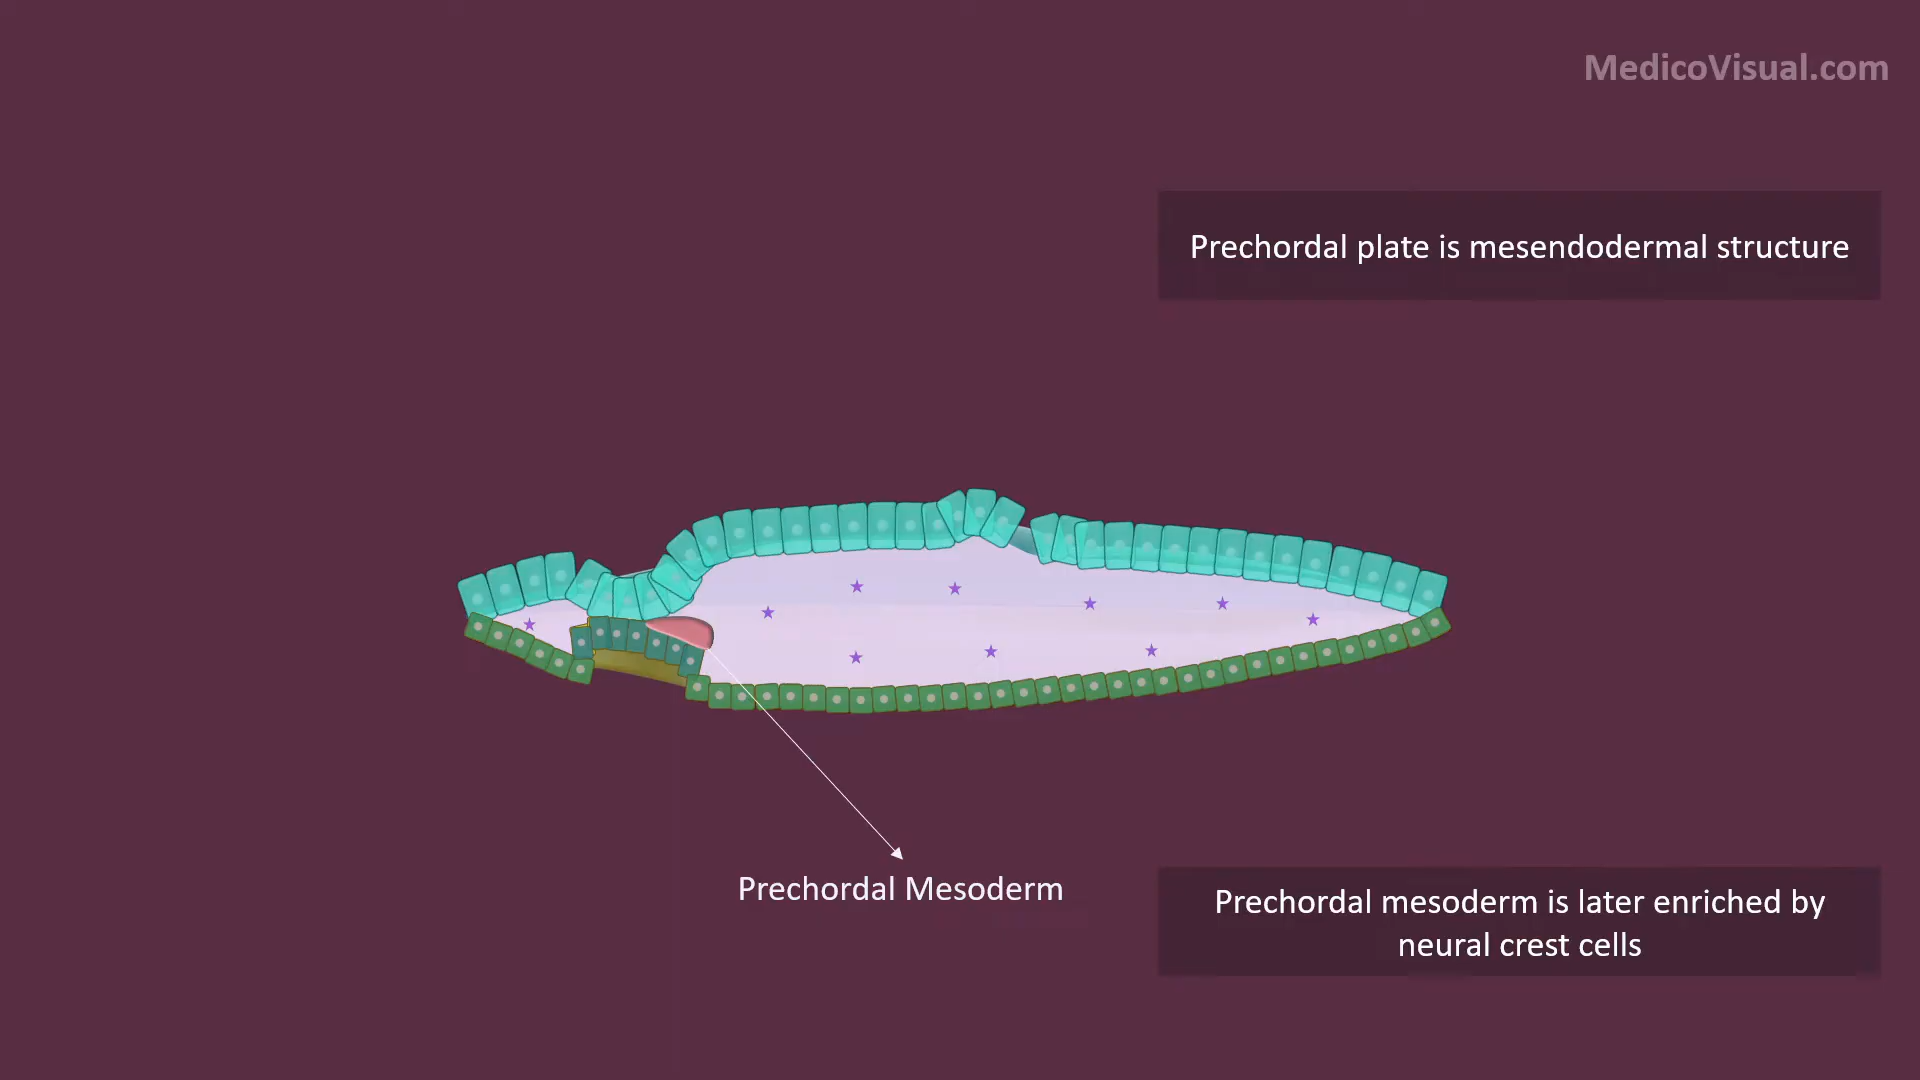 MedicoVisual.com
Prechordal plate is mesendodermal structure
Prechordal Mesoderm
Prechordal mesoderm is later enriched by
neural crest cells